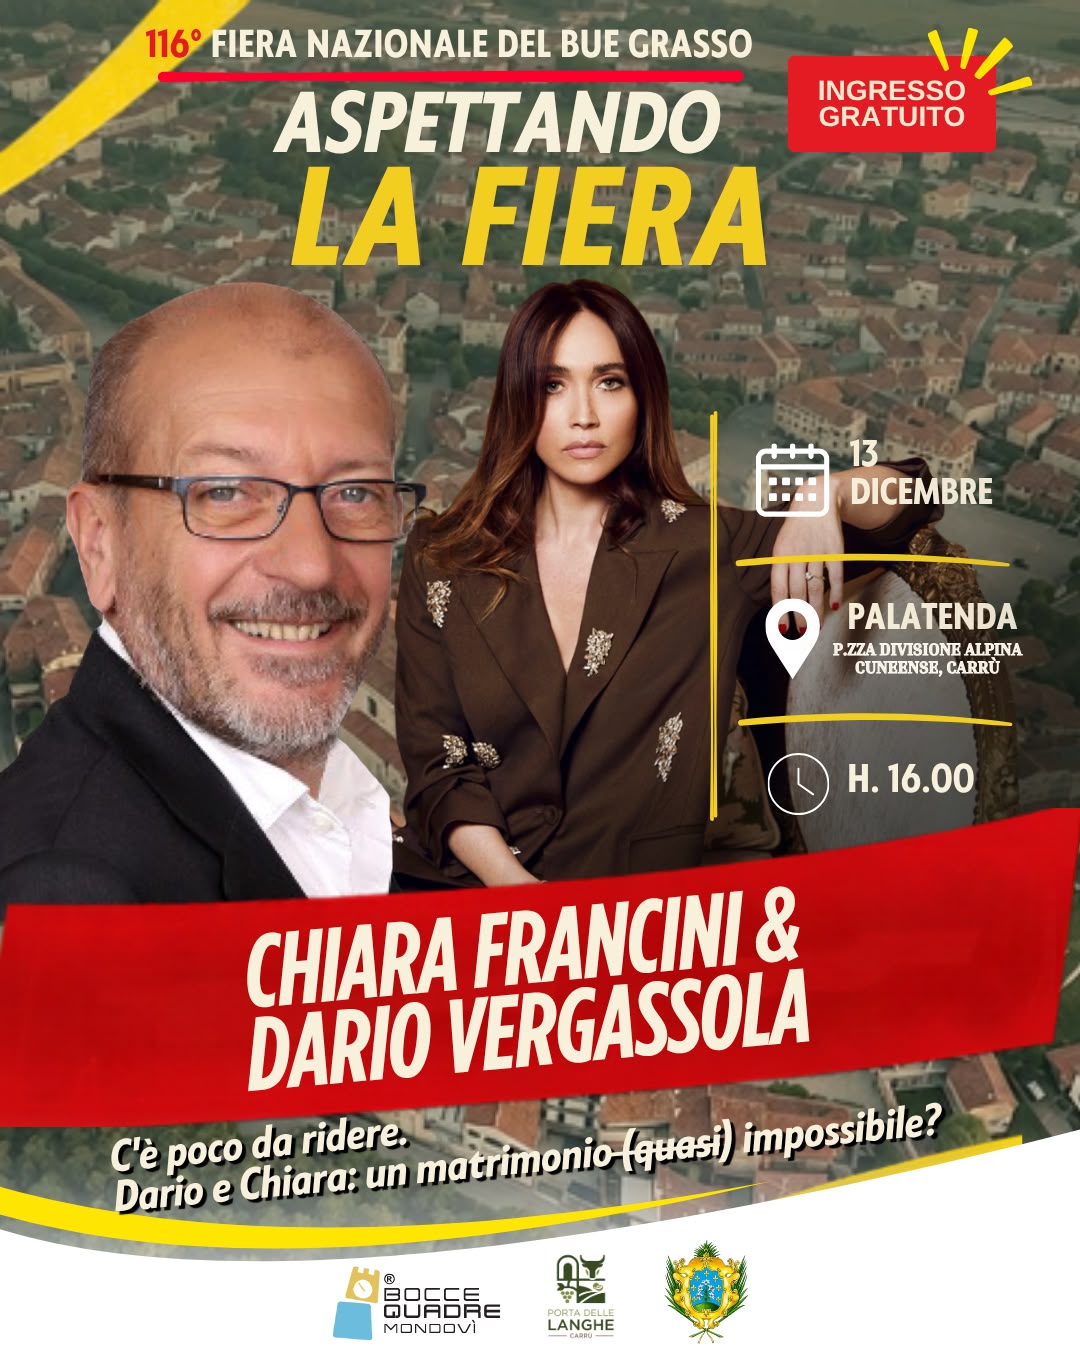 116° FIERA NAZIONALE DEL BUE GRASSO
ASPETTANDO
LA FIERA
INGRESSO
GRATUITO
13
DICEMBRE
PALATENDA
P.ZZA DIVISIONE ALPINA
CUNEENSE, CARRÙ
H. 16.00
CHIARA FRANCINI &
DARIO VERGASSOLA
C'è poco da ridere.
Dario e Chiara: un matrimonio (quasi) impossibile?
®
BOCCE
QUADRE
MONDOVÌ
PORTA DELLE
LANGHE
CARRÙ